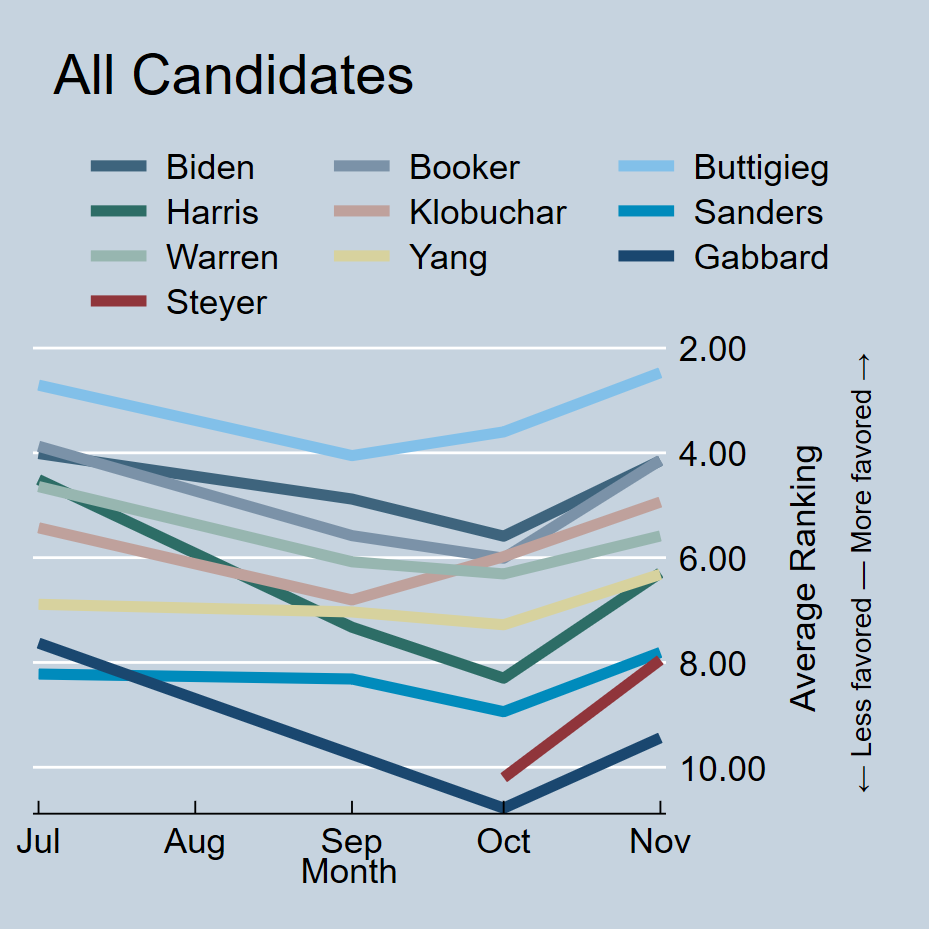 All Candidates
Biden Booker Buttigieg
Harris Klobuchar Sanders
Warren Yang Gabbard
Steyer
2.00
4.00
6.00
8.00
10.00
Average Ranking
← Less favored — More favored →
Jul Aug Sep Oct Nov
Month